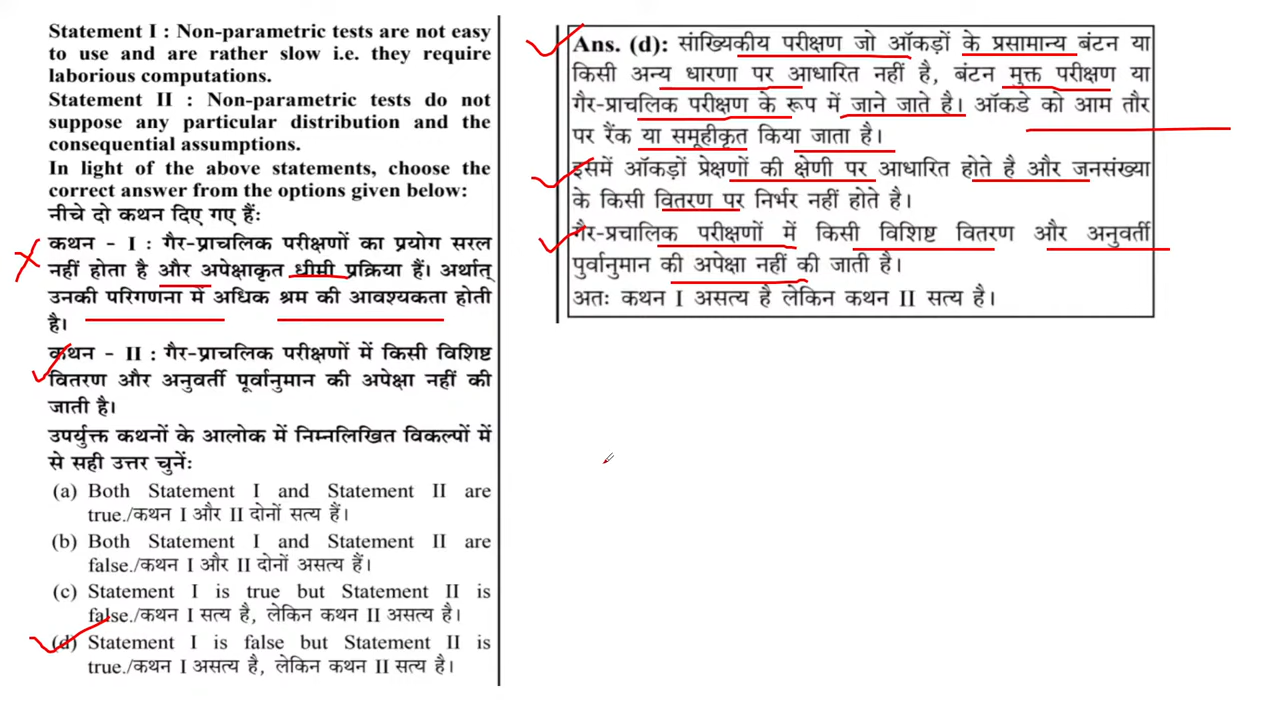 Statement I : Non-parametric tests are not easy
to use and are rather slow i.e. they require
laborious computations.
Statement II : Non-parametric tests do not
suppose any particular distribution and the
consequential assumptions.
In light of the above statements, choose the
correct answer from the options given below:
नीचे दो कथन दिए गए हैंः
कथन - I : गैर-प्राचलिक परीक्षणों का प्रयोग सरल
नहीं होता है और अपेक्षाकृत धीमी प्रक्रिया हैं। अर्थात्
उनकी परिगणना में अधिक श्रम की आवश्यकता होती
है।
कथन - II : गैर-प्राचलिक परीक्षणों में किसी विशिष्ट
वितरण और अनुवर्ती पूर्वानुमान की अपेक्षा नहीं की
जाती है।
उपर्युक्त कथनों के आलोक में निम्नलिखित विकल्पों में
से सही उत्तर चुनेंः
(a) Both Statement I and Statement II are
true./कथन I और II दोनों सत्य हैं।
(b) Both Statement I and Statement II are
false./कथन I और II दोनों असत्य हैं।
(c) Statement I is true but Statement II is
false./कथन I सत्य है, लेकिन कथन II असत्य है।
(d) Statement I is false but Statement II is
true./कथन I असत्य है, लेकिन कथन II सत्य है।
Ans. (d): सांख्यिकीय परीक्षण जो ऑकड़ों के प्रसामान्य बंटन या
किसी अन्य धारणा पर आधारित नहीं है, बंटन मुक्त परीक्षण या
गैर-प्राचलिक परीक्षण के रूप में जाने जाते है। ऑकडे को आम तौर
पर रैंक या समूहीकृत किया जाता है।
इसमें ऑकड़ों प्रेक्षणों की क्षेणी पर आधारित होते है और जनसंख्या
के किसी वितरण पर निर्भर नहीं होते है।
गैर-प्रचालिक परीक्षणों में किसी विशिष्ट वितरण और अनुवर्ती
पुर्वानुमान की अपेक्षा नहीं की जाती है।
अतः कथन I असत्य है लेकिन कथन II सत्य है।